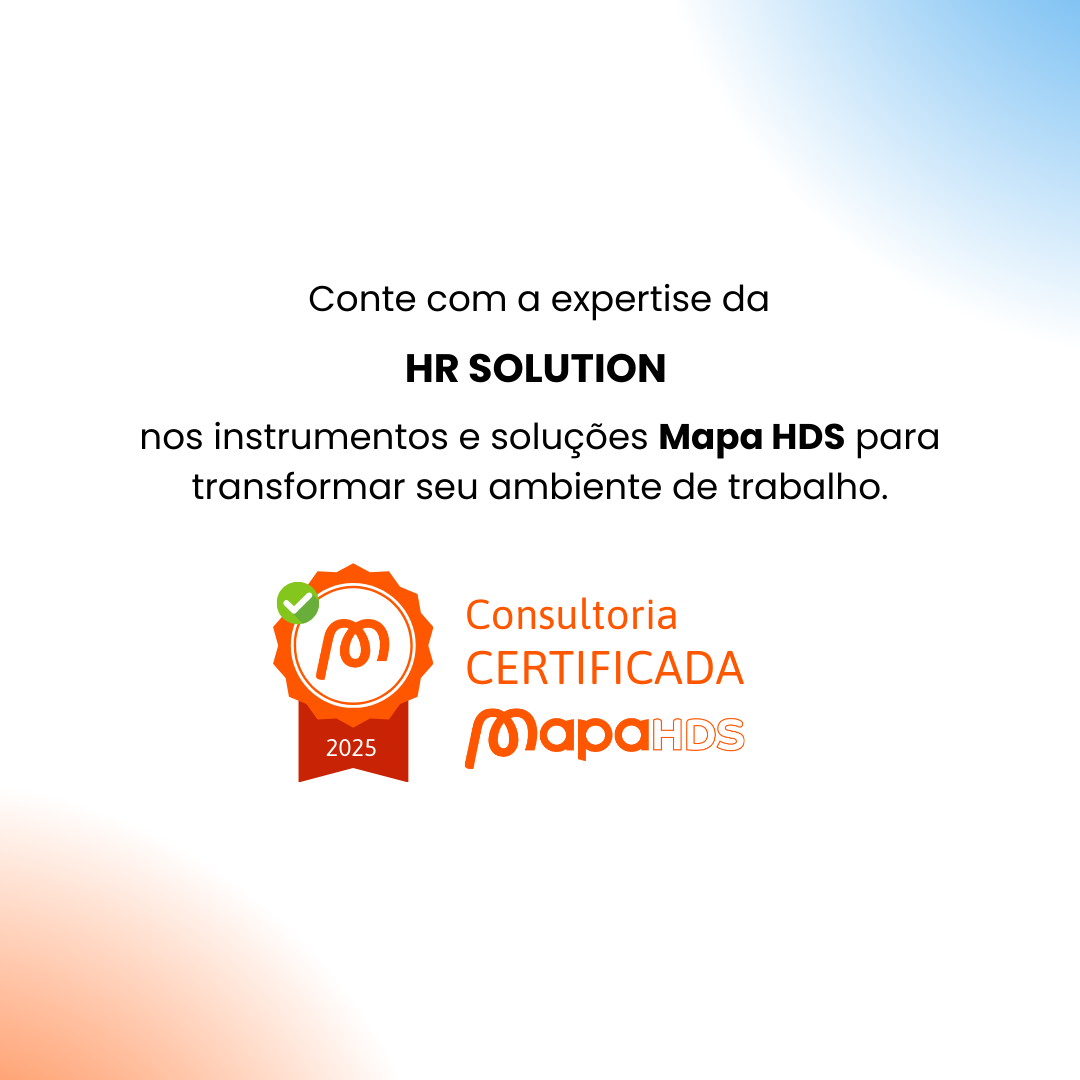 Conte com a expertise da
HR SOLUTION
nos instrumentos e soluções Mapa HDS para
transformar seu ambiente de trabalho.
2025
Consultoria
CERTIFICADA
mapaHDS